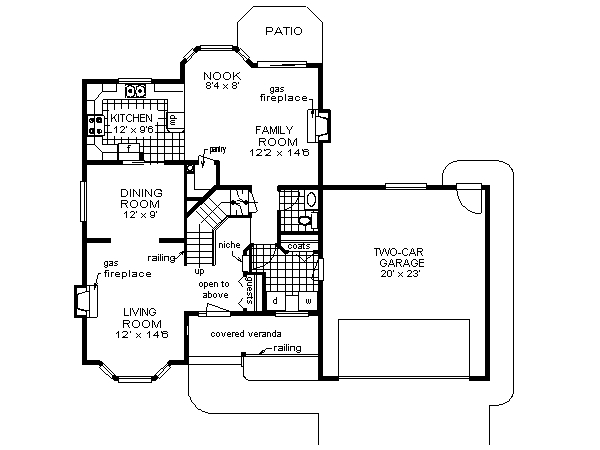 PATIO
NOOK
8'4 x 8'
gas
fireplace
KITCHEN
12' x 9'6
dw
f
FAMILY
ROOM
12'2 x 14'6
pantry
DINING
ROOM
12' x 9'
niche
coats
railing
TWO-CAR
GARAGE
20' x 23'
gas
fireplace
up
open to
above
guests
d
w
LIVING
ROOM
12' x 14'6
covered veranda
railing